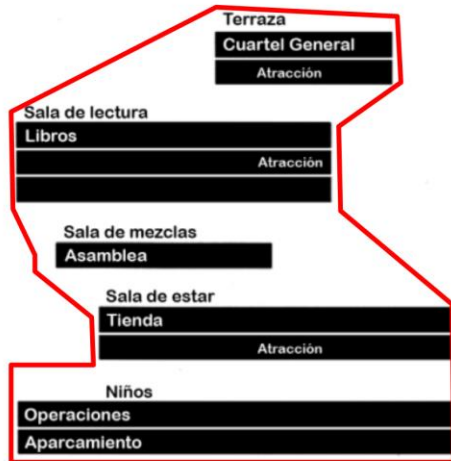 Terraza
Cuartel General
Atracción
Sala de lectura
Libros
Atracción
Sala de mezclas
Asamblea
Sala de estar
Tienda
Atracción
Niños
Operaciones
Aparcamiento